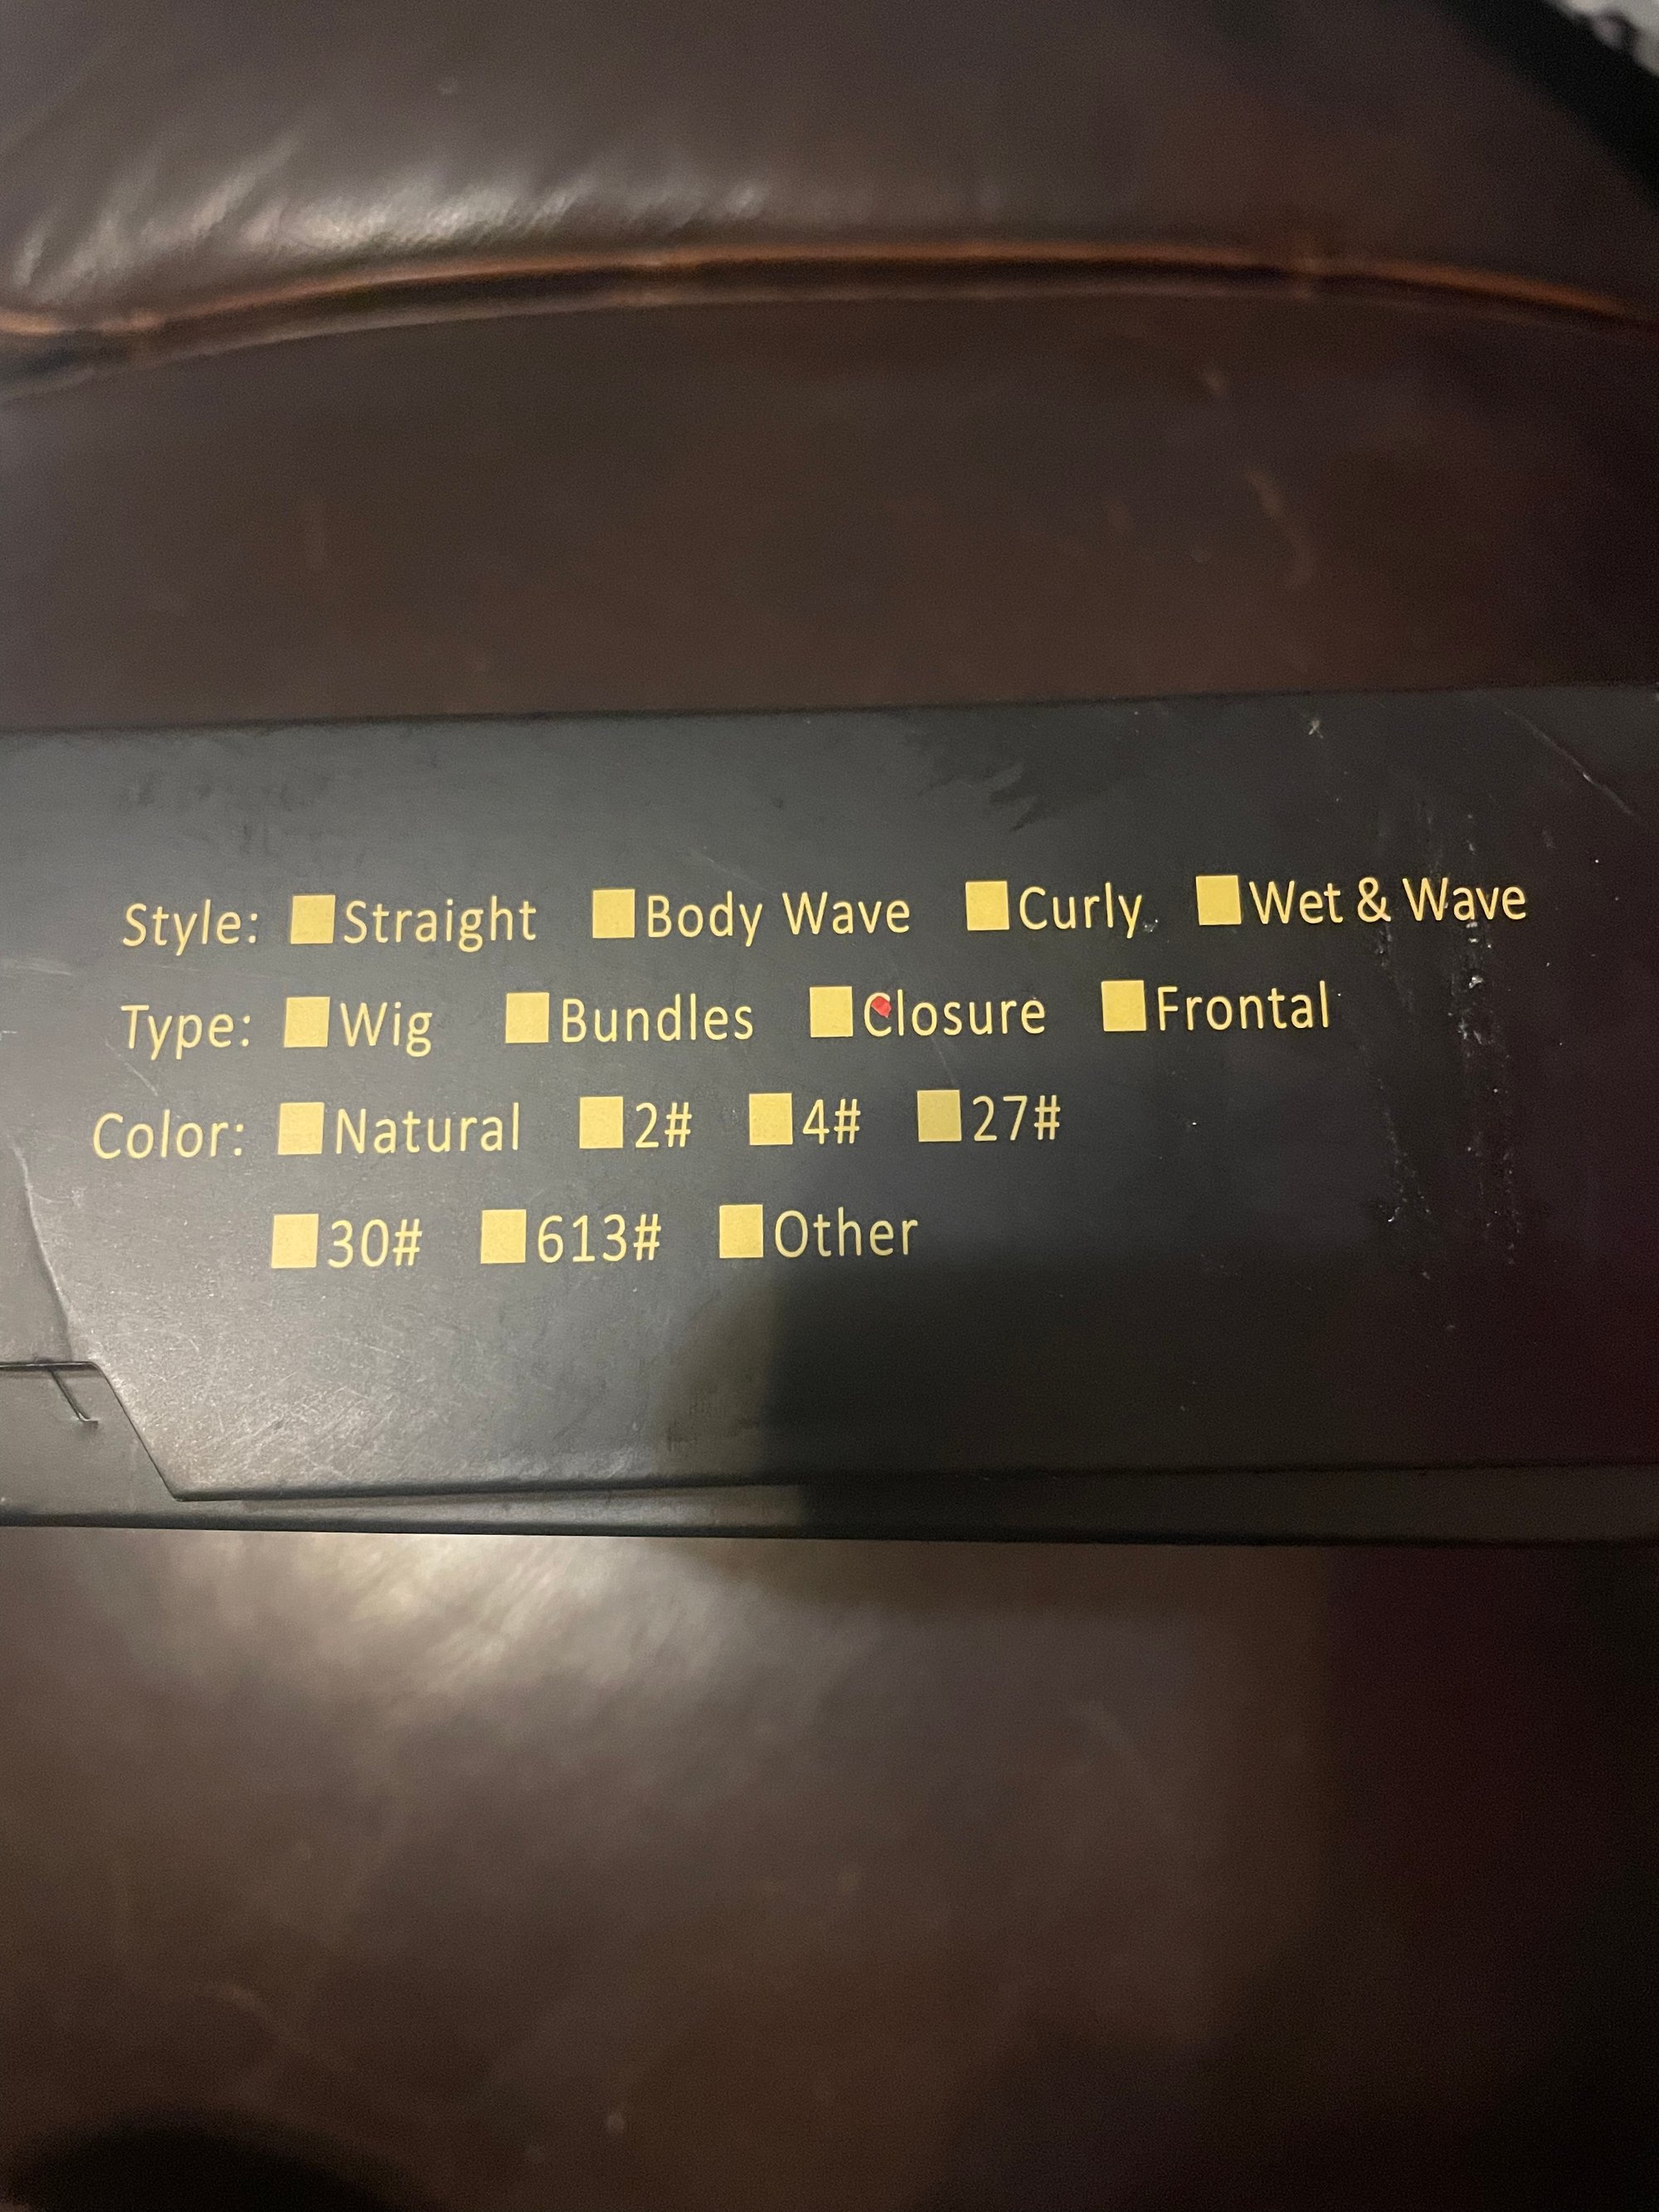 Style: ■Straight ■Body Wave ■Curly ■Wet & Wave
Type: ■Wig ■Bundles ■Closure ■Frontal
Color: ■Natural ■2# ■4# ■27#
■30# ■613# ■Other